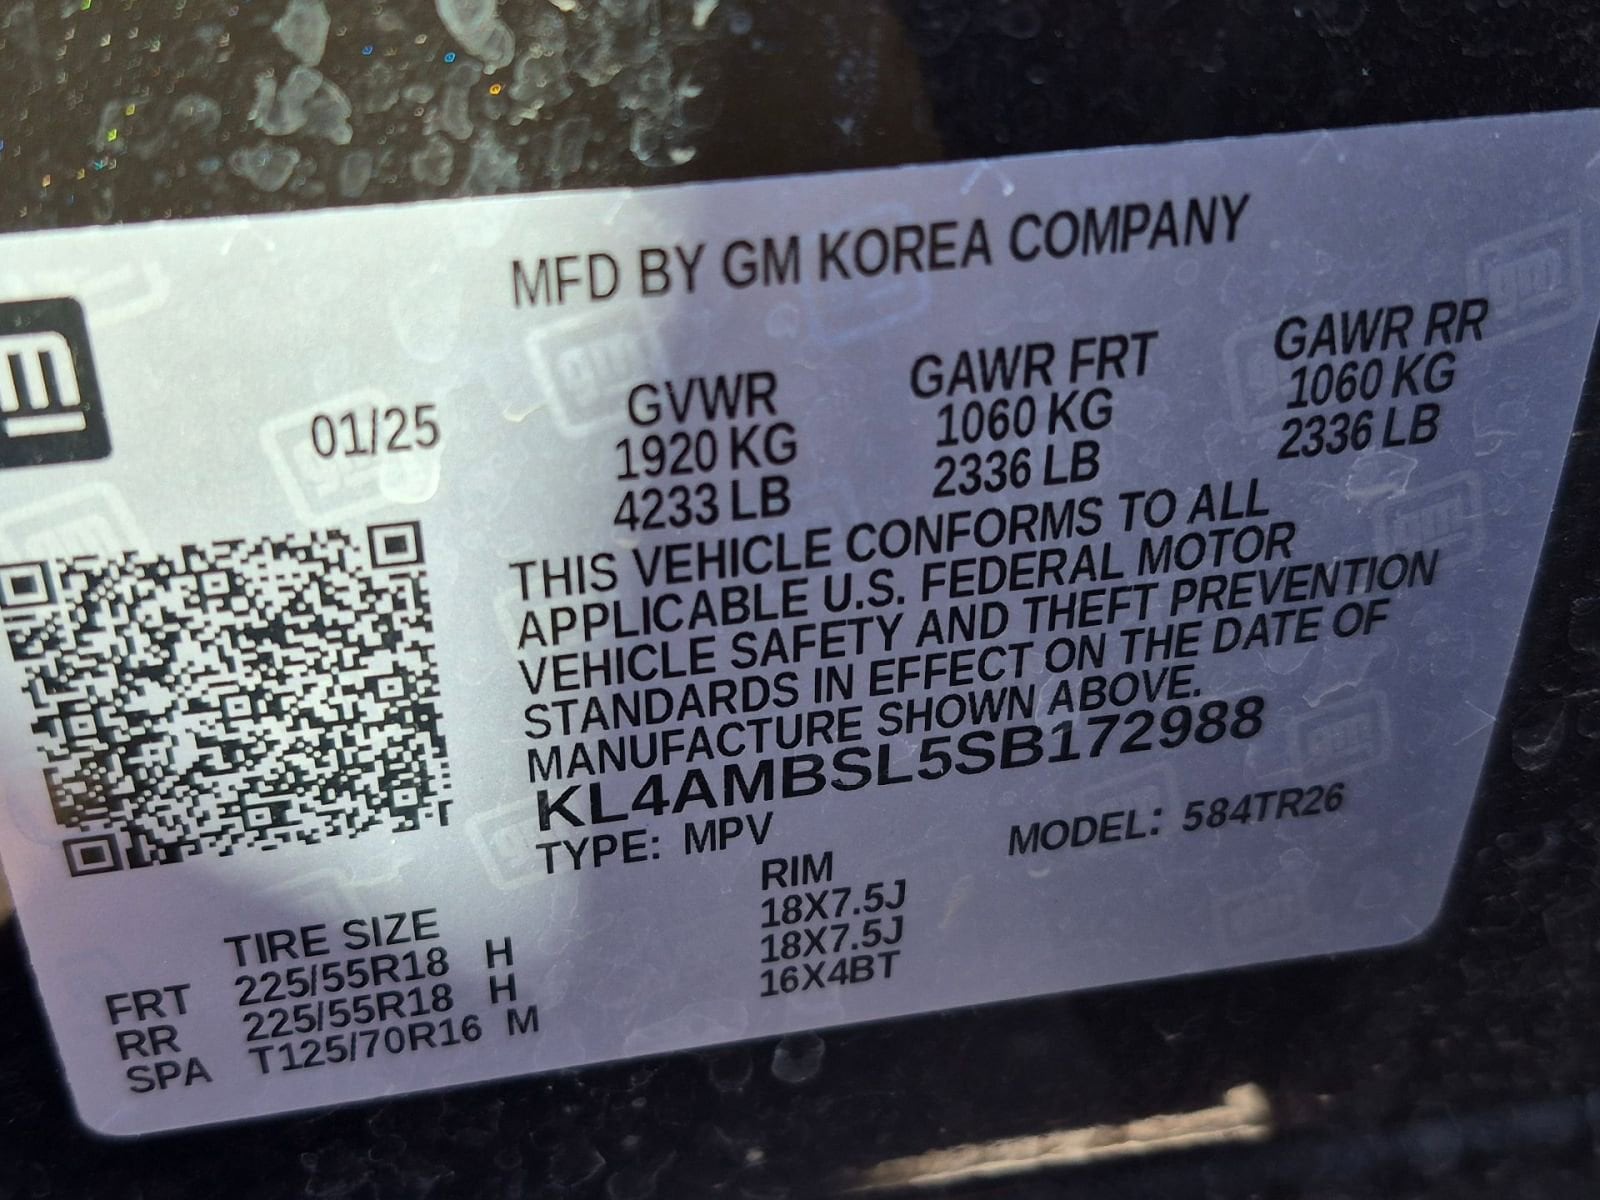 gm
MFD BY GM KOREA COMPANY
01/25
GVWR GAWR FRT GAWR RR
1920 KG 1060 KG 1060 KG
4233 LB 2336 LB 2336 LB
THIS VEHICLE CONFORMS TO ALL
APPLICABLE U.S. FEDERAL MOTOR
VEHICLE SAFETY AND THEFT PREVENTION
STANDARDS IN EFFECT ON THE DATE OF
MANUFACTURE SHOWN ABOVE.
KL4AMBSL5SB172988
TYPE: MPV MODEL: 584TR26
TIRE SIZE RIM
FRT 225/55R18 H 18X7.5J
RR 225/55R18 H 18X7.5J
SPA T125/70R16 M 16X4BT